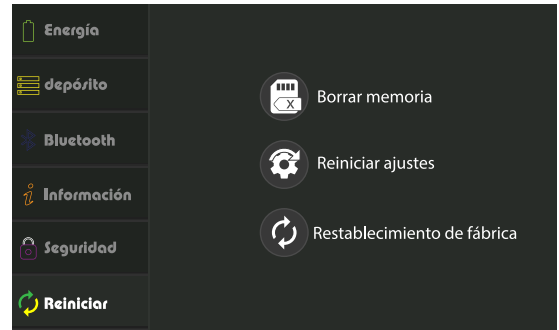 Energía
depósito
Bluetooth
Información
Seguridad
Reiniciar
X
Borrar memoria
Reiniciar ajustes
Restablecimiento de fábrica